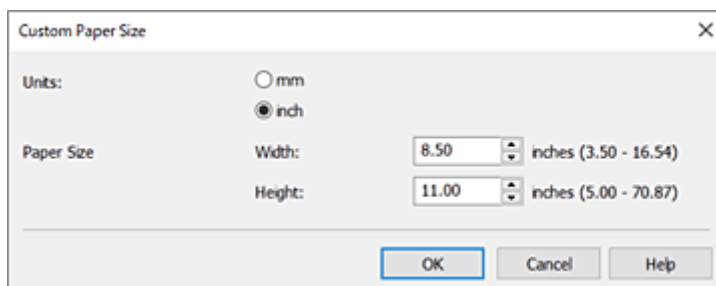 Custom Paper Size
Units: mm
inch
Paper Size Width: 8.50 inches (3.50 - 16.54)
Height: 11.00 inches (5.00 - 70.87)
OK Cancel Help